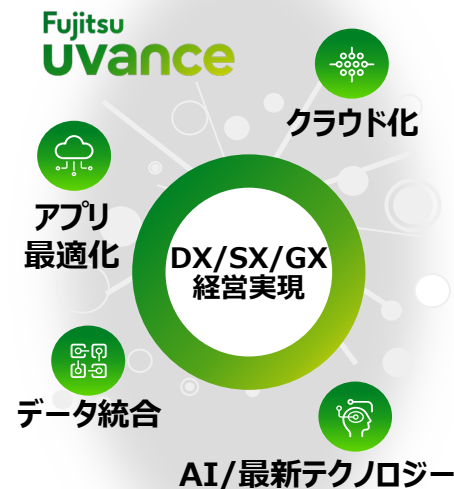 Fujitsu
uvance
クラウド化
アプリ
最適化
DX/SX/GX
経営実現
データ統合
AI/最新テクノロジー